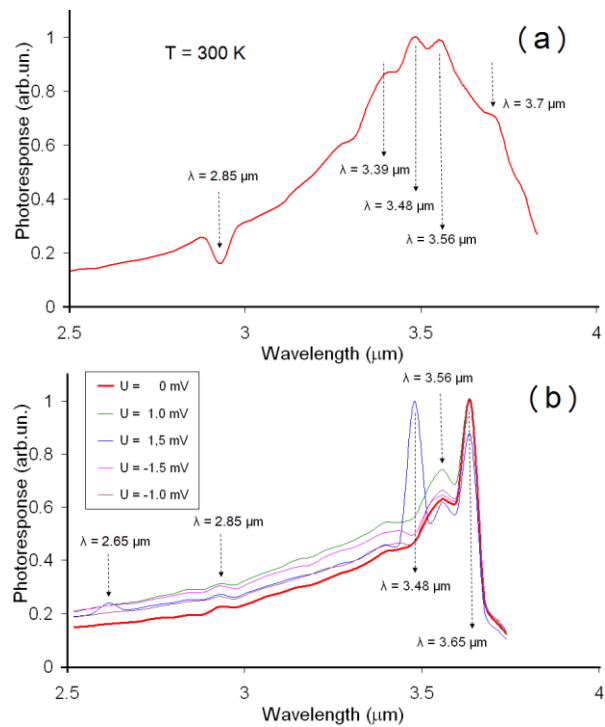 (a)
T = 300 K
Photoresponse (arb.un.)
1
0.8
0.6
0.4
0.2
0
λ = 2.85 µm
λ = 3.39 µm
λ = 3.48 µm
λ = 3.56 µm
λ = 3.7 µm
2.5 3 3.5 4
Wavelength (µm)
(b)
Photoresponse (arb.un.)
1
0.8
0.6
0.4
0.2
0
U = 0 mV
U = 1.0 mV
U = 1,5 mV
U = -1.5 mV
U = -1.0 mV
λ = 2.65 µm
λ = 2.85 µm
λ = 3.56 µm
λ = 3.48 µm
λ = 3.65 µm
2.5 3 3.5 4
Wavelength (µm)